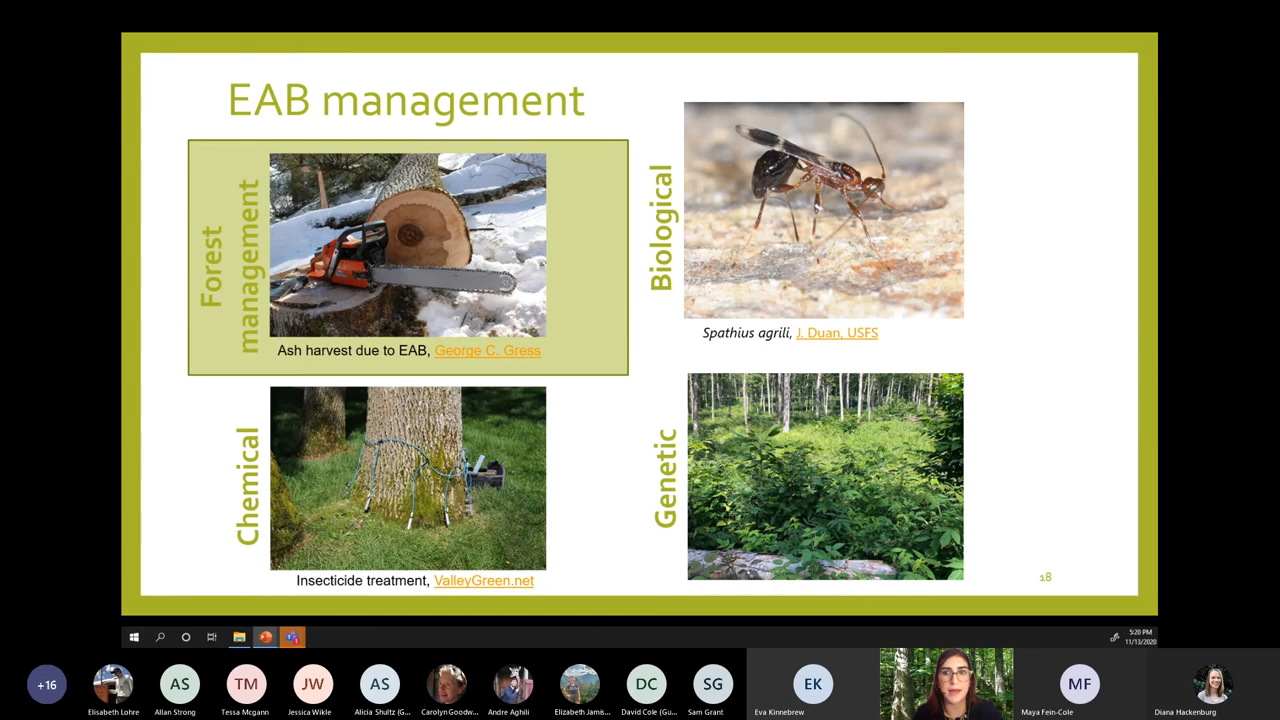 EAB management
Forest
management
Ash harvest due to EAB, George C. Gress
Biological
Spathius agrili, J. Duan, USFS
Chemical
Insecticide treatment, ValleyGreen.net
Genetic
18
5:20 PM
11/13/2020
+16
AS
TM
JW
AS
DC
SG
EK
MF
Elisabeth Lohre
Allan Strong
Tessa Mcgann
Jessica Wikle
Alicia Shultz (G...
Carolyn Goodw...
Andre Aghili
Elizabeth Jamis...
David Cole (Gu...
Sam Grant
Eva Kinnebrew
Maya Fein-Cole
Diana Hackenburg